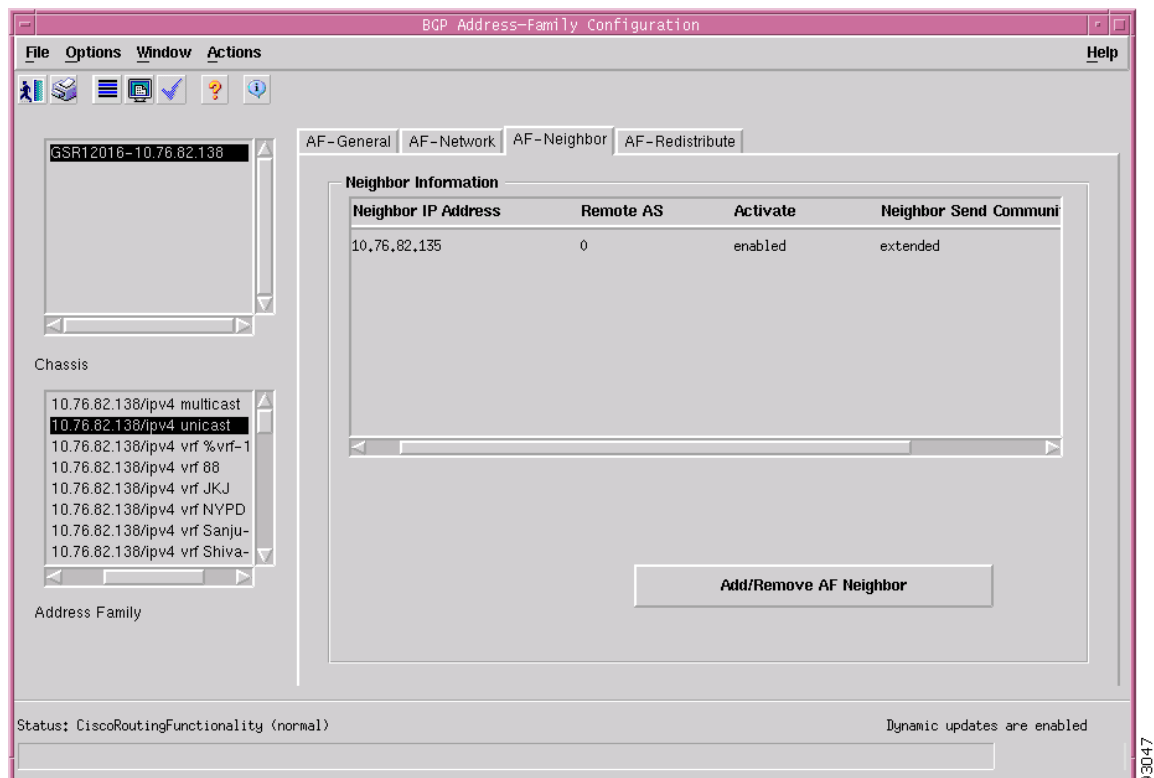 BGP Address-Family Configuration
File Options Window Actions Help
GSR12016-10.76.82.138
Chassis
10.76.82.138/ipv4 multicast
10.76.82.138/ipv4 unicast
10.76.82.138/ipv4 vrf %vrf-1
10.76.82.138/ipv4 vrf 88
10.76.82.138/ipv4 vrf JKJ
10.76.82.138/ipv4 vrf NYPD
10.76.82.138/ipv4 vrf Sanju-
10.76.82.138/ipv4 vrf Shiva-
Address Family
AF-General AF-Network AF-Neighbor AF-Redistribute
Neighbor Information
Neighbor IP Address Remote AS Activate Neighbor Send Communi
10.76.82.135 0 enabled extended
Add/Remove AF Neighbor
Status: CiscoRoutingFunctionality (normal) Dynamic updates are enabled